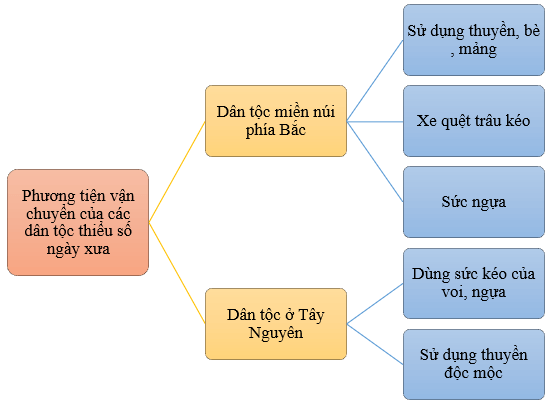 Phương tiện vận
chuyển của các
dân tộc thiểu số
ngày xưa
Dân tộc miền núi
phía Bắc
Sử dụng thuyền, bè
, mảng
Xe quệt trâu kéo
Sức ngựa
Dân tộc ở Tây
Nguyên
Dùng sức kéo của
voi, ngựa
Sử dụng thuyền
độc mộc